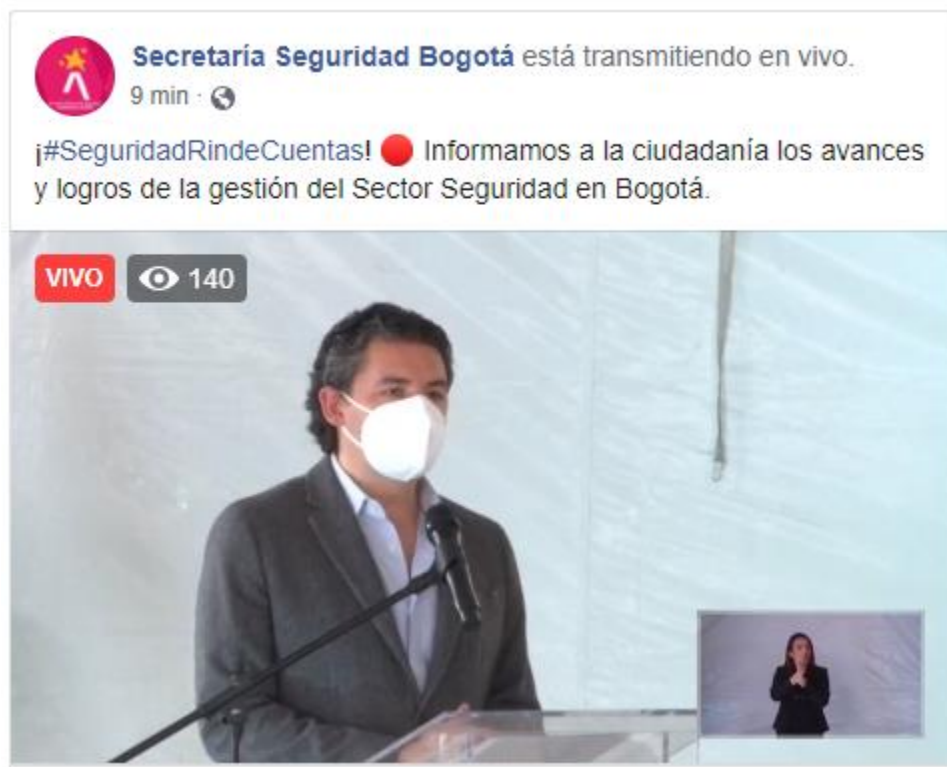 Secretaría Seguridad Bogotá está transmitiendo en vivo.
9 min ·
¡#SeguridadRindeCuentas! 🔴 Informamos a la ciudadanía los avances
y logros de la gestión del Sector Seguridad en Bogotá.
VIVO 140